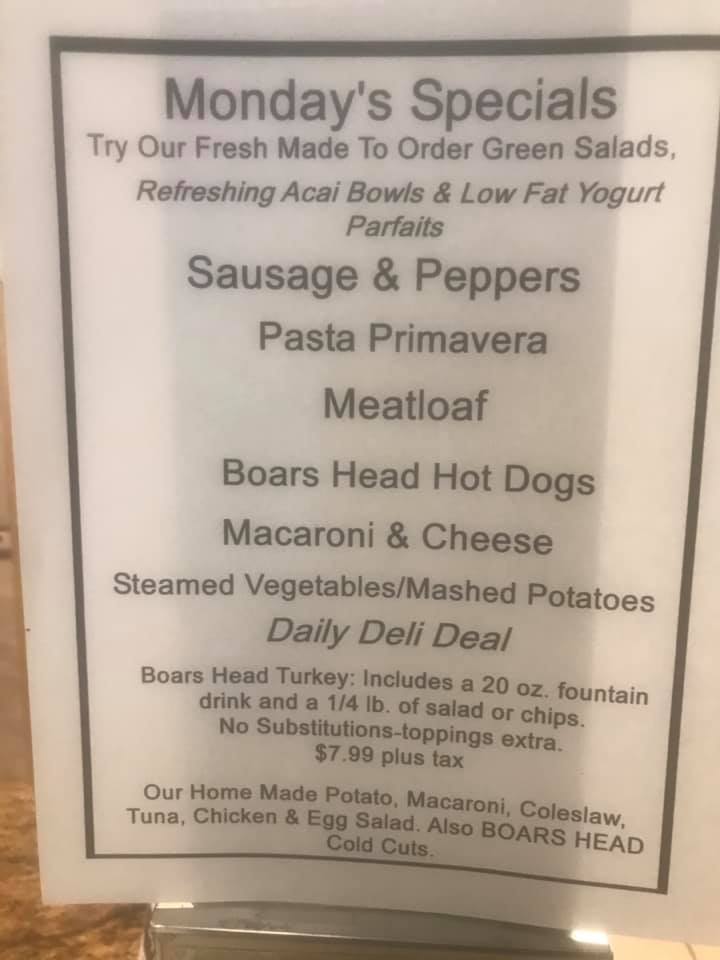 Monday's Specials
Try Our Fresh Made To Order Green Salads,
Refreshing Acai Bowls & Low Fat Yogurt
Parfaits
Sausage & Peppers
Pasta Primavera
Meatloaf
Boars Head Hot Dogs
Macaroni & Cheese
Steamed Vegetables/Mashed Potatoes
Daily Deli Deal
Boars Head Turkey: Includes a 20 oz. fountain
drink and a 1/4 lb. of salad or chips.
No Substitutions-toppings extra.
$7.99 plus tax
Our Home Made Potato, Macaroni, Coleslaw,
Tuna, Chicken & Egg Salad. Also BOARS HEAD
Cold Cuts.